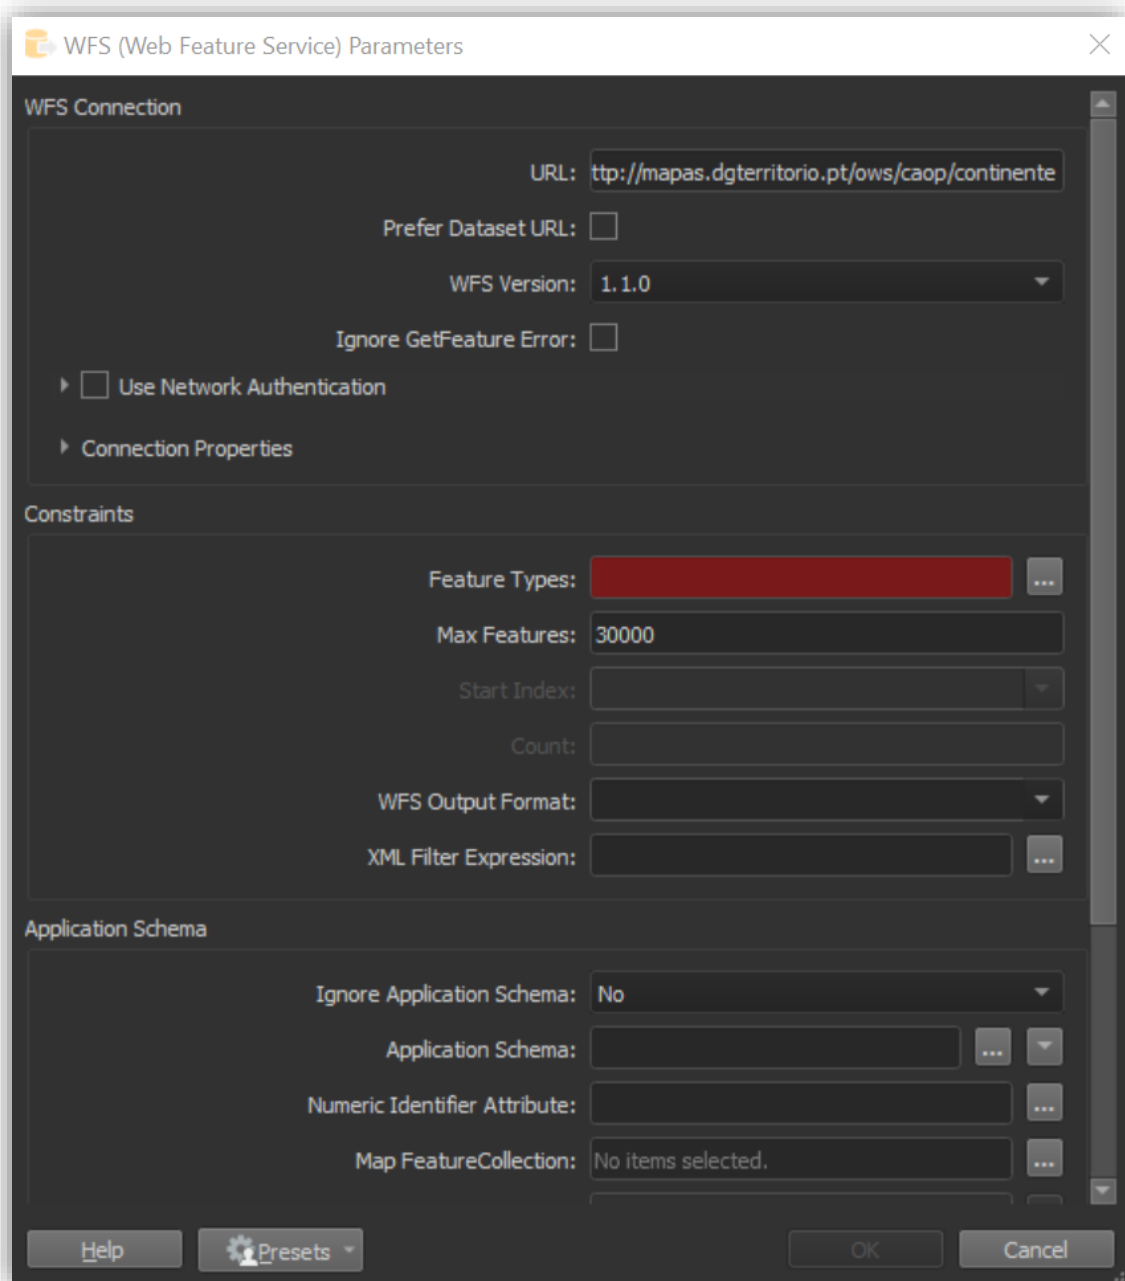 WFS (Web Feature Service) Parameters
WFS Connection
URL: ttp://mapas.dgterritorio.pt/ows/caop/continente
Prefer Dataset URL:
WFS Version: 1.1.0
Ignore GetFeature Error:
Use Network Authentication
Connection Properties
Constraints
Feature Types: ...
Max Features: 30000
Start Index:
Count:
WFS Output Format:
XML Filter Expression: ...
Application Schema
Ignore Application Schema: No
Application Schema: ...
Numeric Identifier Attribute: ...
Map FeatureCollection: No items selected. ...
Help Presets OK Cancel